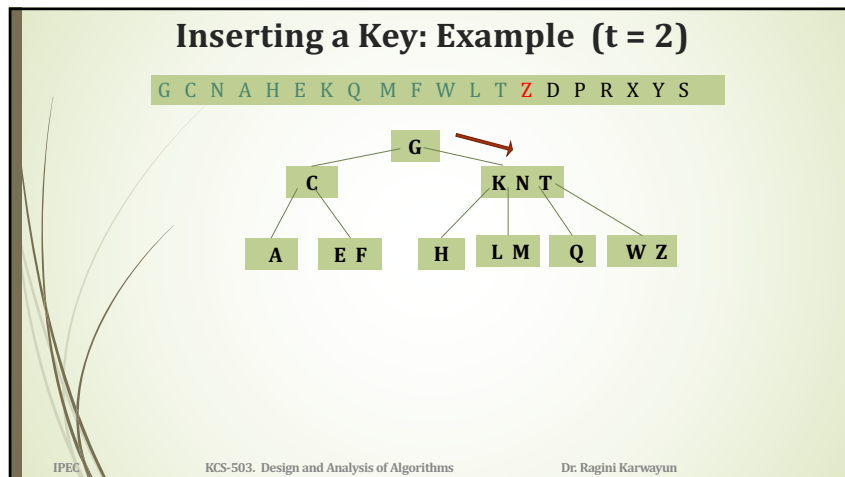 Inserting a Key: Example (t = 2)
G C N A H E K Q M F W L T Z D P R X Y S
G
C K N T
A E F H L M Q W Z
IPEC KCS-503. Design and Analysis of Algorithms Dr. Ragini Karwayun